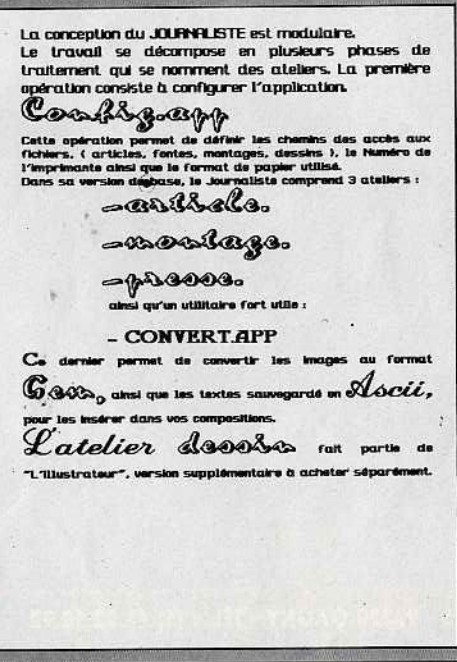 La conception du JOURNALISTE est modulaire.
Le travail se décompose en plusieurs phases de
traitement qui se nomment des ateliers. La première
opération consiste à configurer l'application.
Config.app
Cette opération permet de définir les chemins des accès aux
fichiers, ( articles, fontes, montages, dessins ), le Numéro de
l'imprimante ainsi que le format de papier utilisé.
Dans sa version debase, le Journaliste comprend 3 ateliers :
-article.
-montage.
-presse.
ainsi qu'un utilitaire fort utile :
- CONVERT.APP
Ce dernier permet de convertir les images au format
Gem, ainsi que les textes sauvegardé en Ascii,
pour les insérer dans vos compositions.
L'atelier dessin fait partie de
"L'Illustrateur", version supplémentaire à acheter séparément.